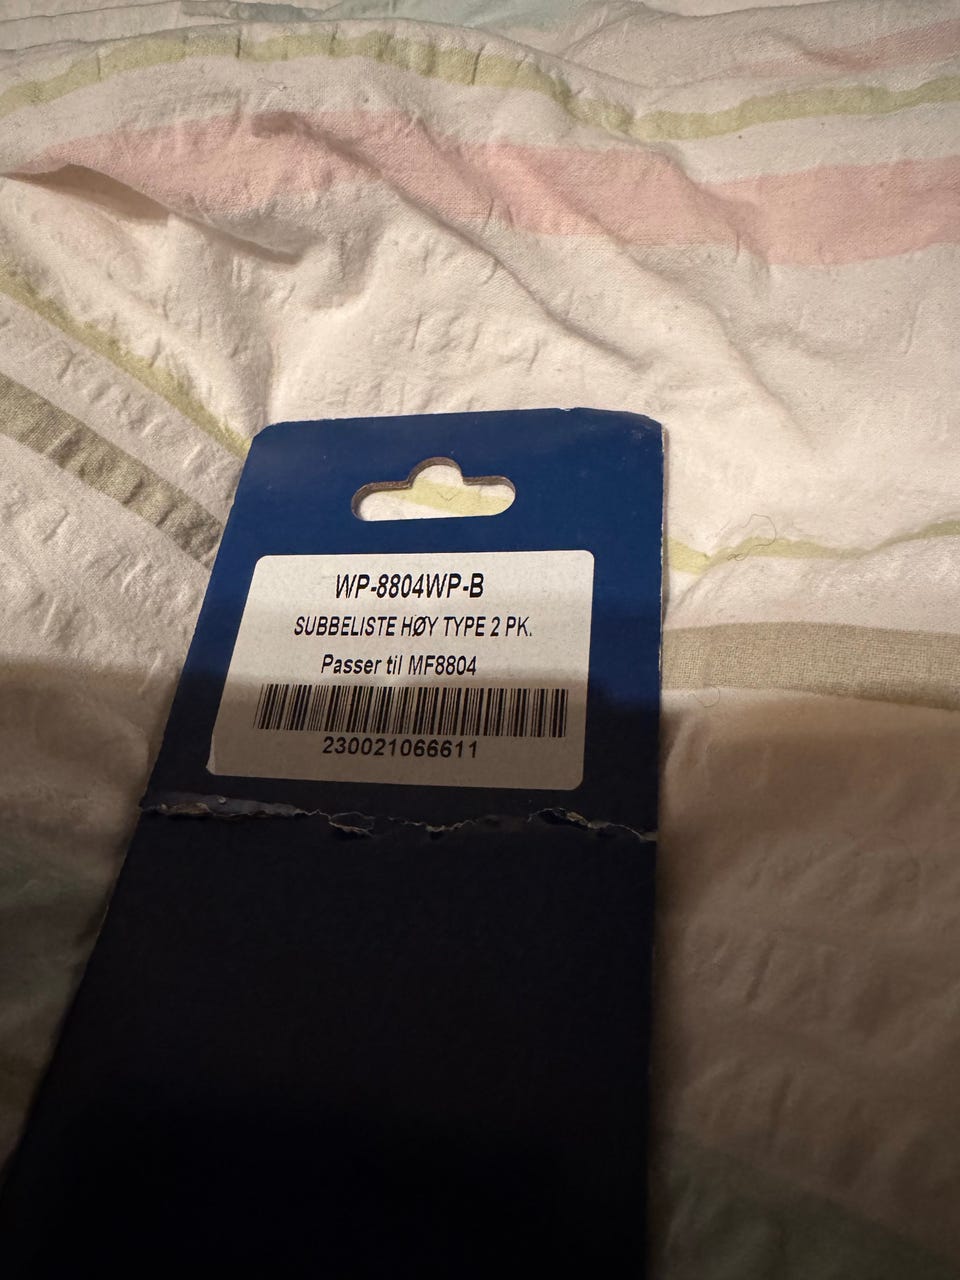 WP-8804WP-B
SUBBELISTE HØY TYPE 2 PK.
Passer til MF8804
230021066611